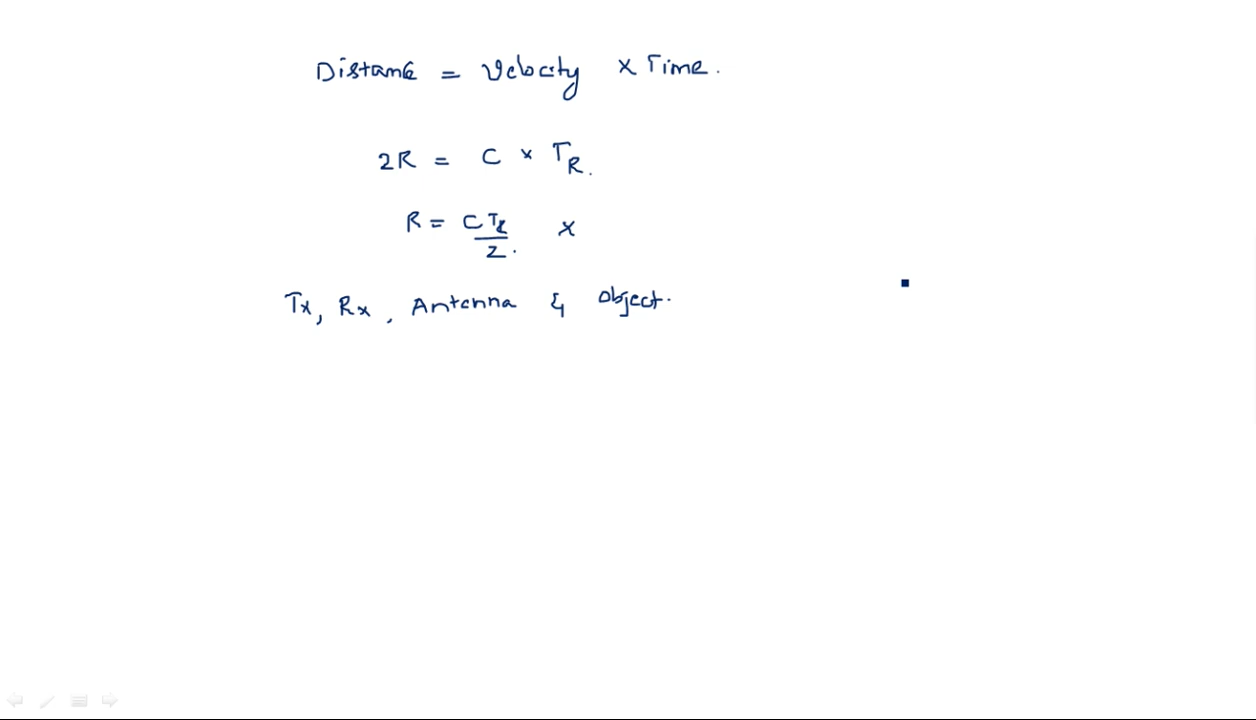 Distance = Velocity x Time.
2R = C x TR.
R = CTR/2. x
Tx, Rx, Antenna & object.